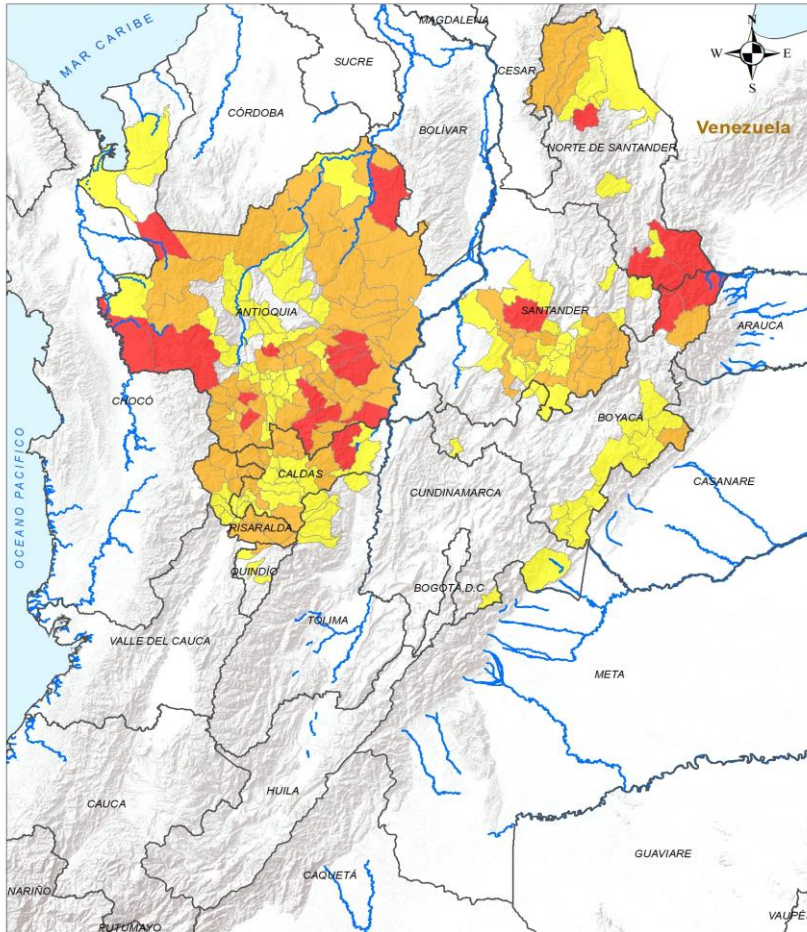 MAGDALENA
MAR CARIBE
N
W
E
S
SUCRE
CESAR
CÓRDOBA
BOLÍVAR
Venezuela
NORTE DE SANTANDER
ANTIOQUIA
SANTANDER
ARAUCA
CHOCÓ
BOYACÁ
OCEANO PACIFICO
CALDAS
CUNDINAMARCA
CASANARE
RISARALDA
QUINDÍO
BOGOTÁ, D.C
TOLIMA
VALLE DEL CAUCA
META
HUILA
CAUCA
GUAVIARE
CAQUETÁ
NARIÑO
PUTUMAYO
VAUPÉS